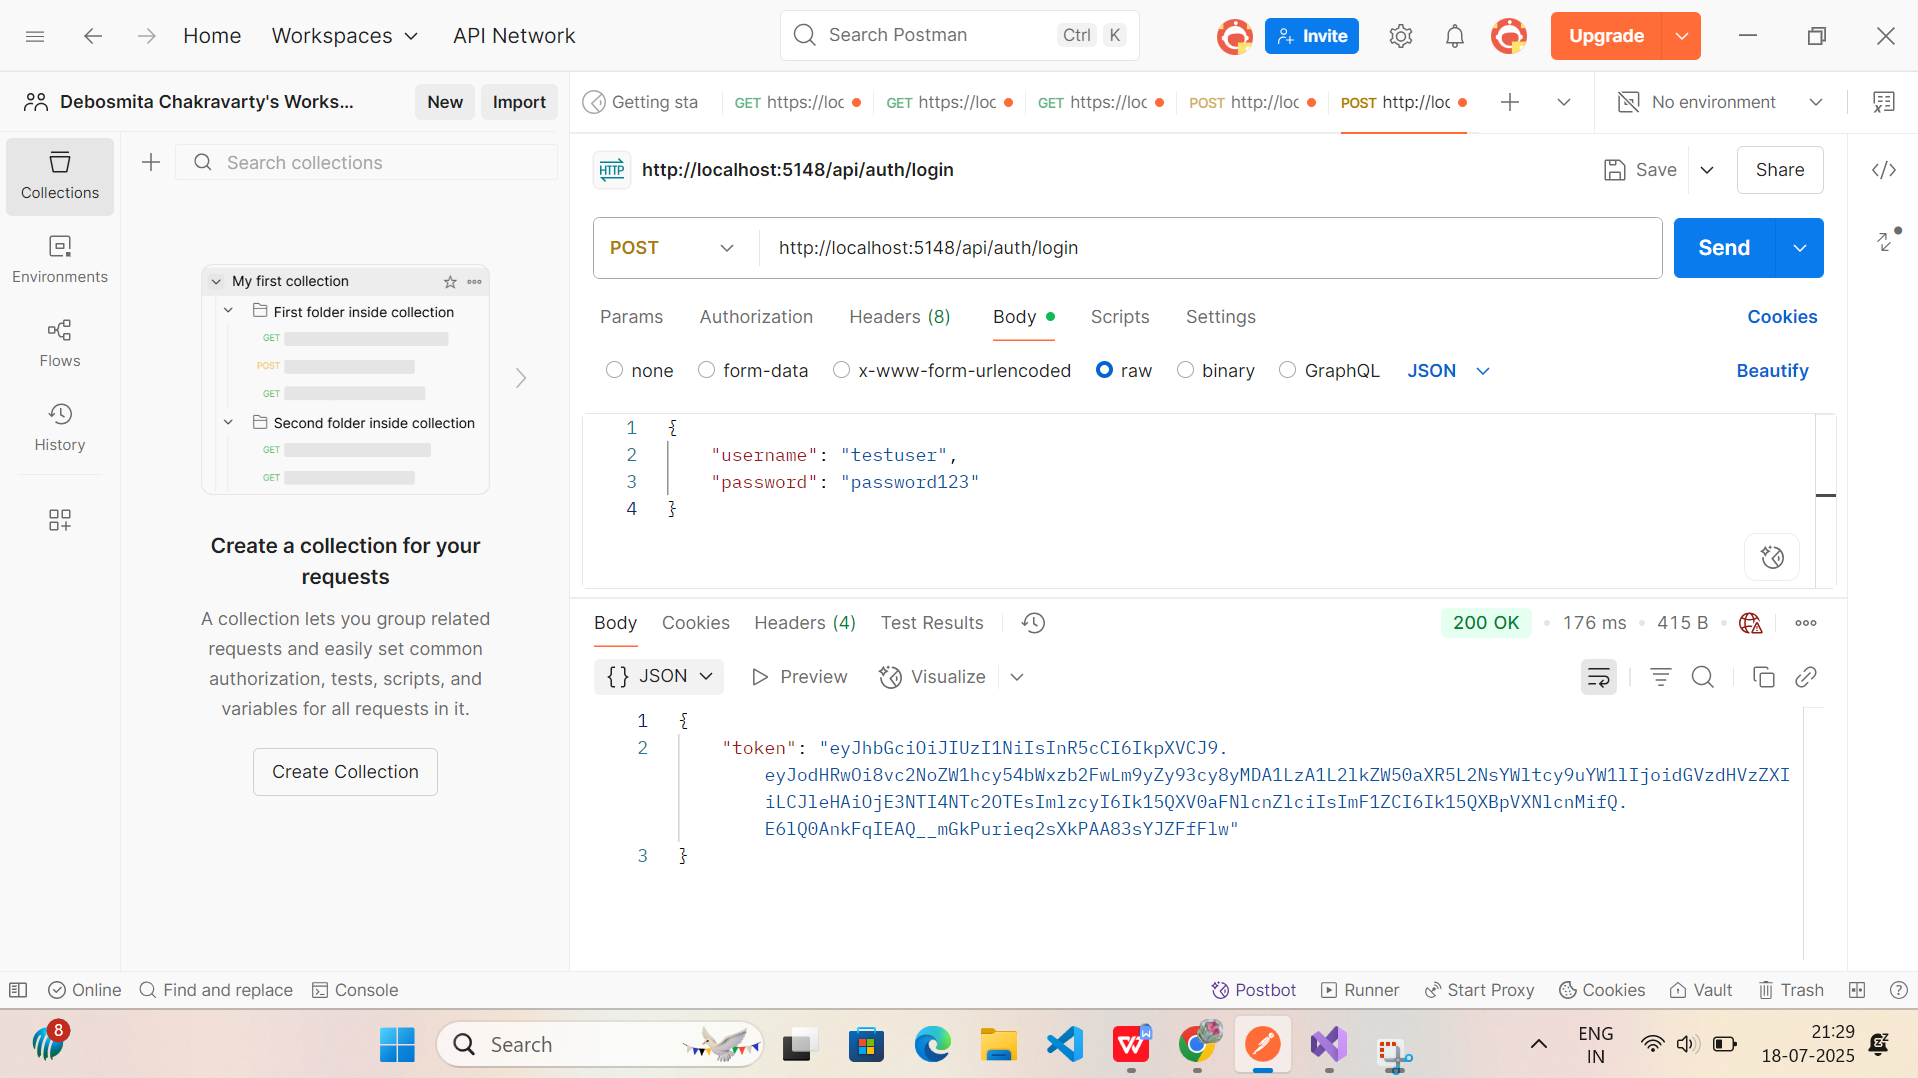 Home
Workspaces
API Network
Search Postman
Ctrl
K
Invite
Upgrade
Debosmita Chakravarty's Works...
New
Import
Getting sta
GET https://loc
GET https://loc
GET https://loc
POST http://loc
POST http://loc
No environment
Collections
Environments
Flows
History
Search collections
My first collection
First folder inside collection
GET
POST
GET
Second folder inside collection
GET
GET
Create a collection for your
requests
A collection lets you group related
requests and easily set common
authorization, tests, scripts, and
variables for all requests in it.
Create Collection
HTTP
http://localhost:5148/api/auth/login
Save
Share
POST
http://localhost:5148/api/auth/login
Send
Params
Authorization
Headers (8)
Body
Scripts
Settings
Cookies
none
form-data
x-www-form-urlencoded
raw
binary
GraphQL
JSON
Beautify
1 {
2 "username": "testuser",
3 "password": "password123"
4 }
Body
Cookies
Headers (4)
Test Results
200 OK
176 ms
415 B
{} JSON
Preview
Visualize
1 {
2 "token": "eyJhbGciOiJIUzI1NiIsInR5cCI6IkpXVCJ9.
eyJodHRwOi8vc2NoZW1hcy54bWxzb2FwLm9yZy93cy8yMDA1LzA1L2lkZW50aXR5L2NsYWltcy9uYW1lIjoidGVzdHVzZXI
iLCJleHAiOjE3NTI4NTc2OTEsImlzcyI6Ik15QXV0aFNlcnZlciIsImF1ZCI6Ik15QXBpVXNlcnMifQ.
E6lQ0AnkFqIEAQ__mGkPurieq2sXkPAA83sYJZFfFlw"
3 }
Online
Find and replace
Console
Postbot
Runner
Start Proxy
Cookies
Vault
Trash
8
Search
ENG
IN
21:29
18-07-2025